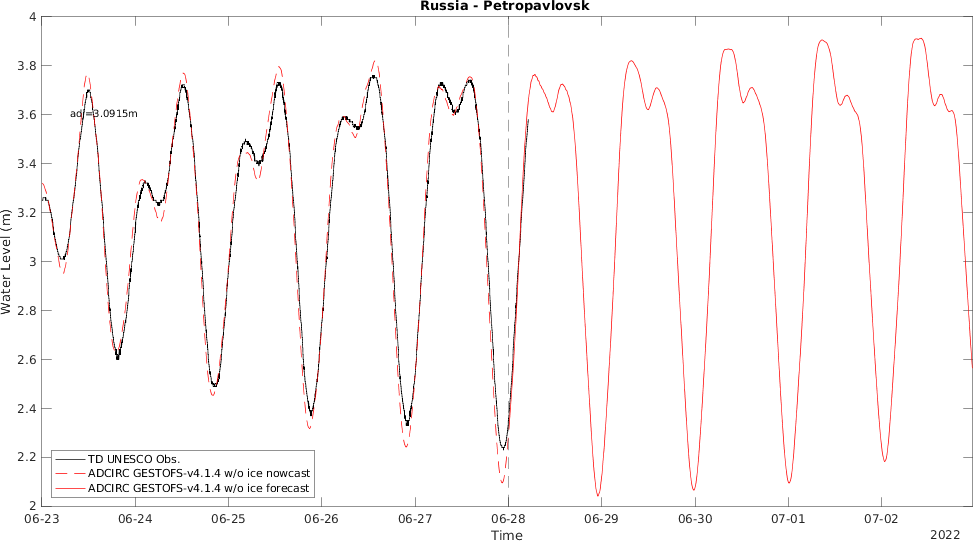 Russia - Petropavlovsk
4
3.8
3.6
3.4
3.2
3
2.8
2.6
2.4
2.2
2
Water Level (m)
adj=3.0915m
TD UNESCO Obs.
ADCIRC GESTOFS-v4.1.4 w/o ice nowcast
ADCIRC GESTOFS-v4.1.4 w/o ice forecast
06-23 06-24 06-25 06-26 06-27 06-28 06-29 06-30 07-01 07-02
Time
2022